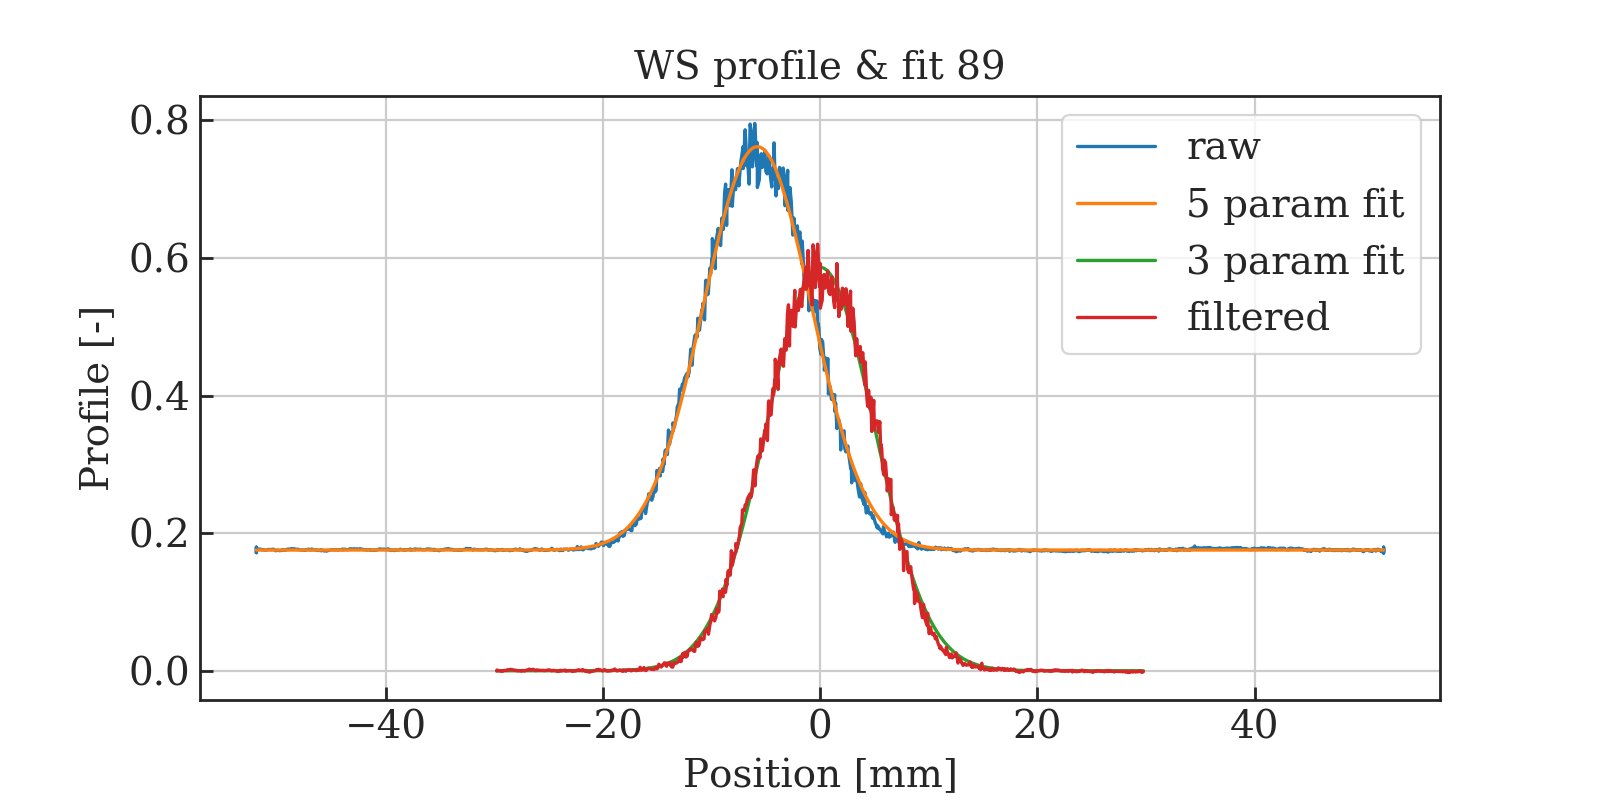 WS profile & fit 89
0.8
0.6
0.4
0.2
0.0
Profile [-]
raw
5 param fit
3 param fit
filtered
−40
−20
0
20
40
Position [mm]